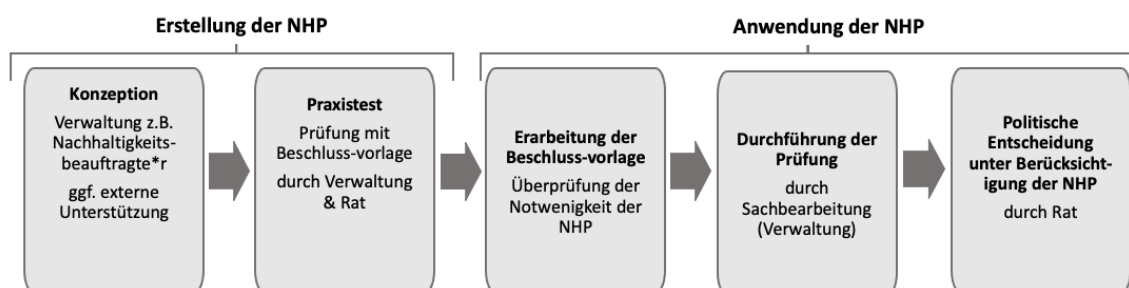 Erstellung der NHP
Anwendung der NHP
Konzeption
Verwaltung z.B.
Nachhaltigkeits-
beauftragte*r
ggf. externe
Unterstützung
Praxistest
Prüfung mit
Beschluss-vorlage
durch Verwaltung
& Rat
Erarbeitung der
Beschluss-vorlage
Überprüfung der
Notwenigkeit der
NHP
Durchführung der
Prüfung
durch
Sachbearbeitung
(Verwaltung)
Politische
Entscheidung
unter Berücksicht-
igung der NHP
durch Rat